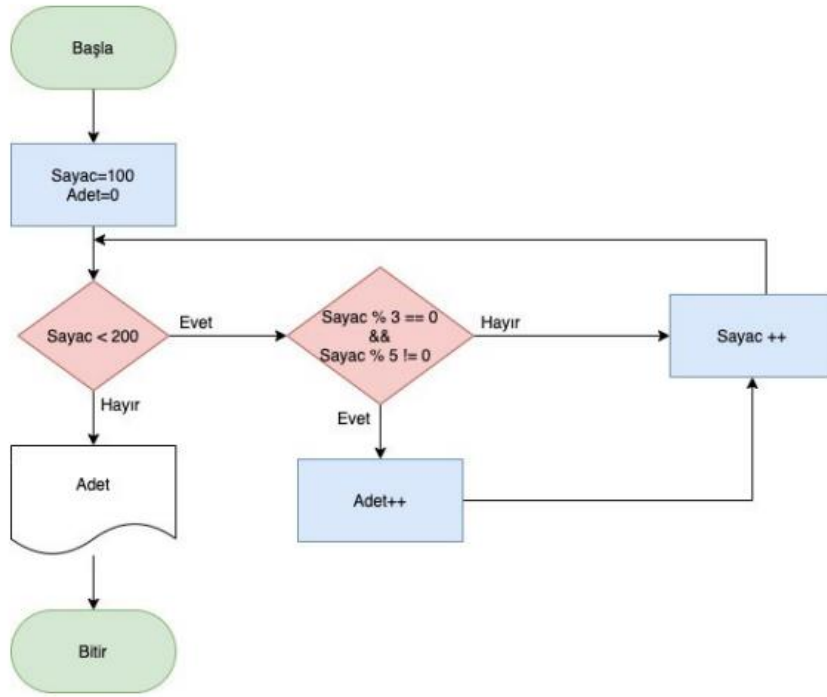 Başla
Sayac=100
Adet=0
Sayac < 200
Evet
Sayac % 3 == 0
&&
Sayac % 5 != 0
Hayır
Sayac ++
Hayır
Evet
Adet
Adet++
Bitir